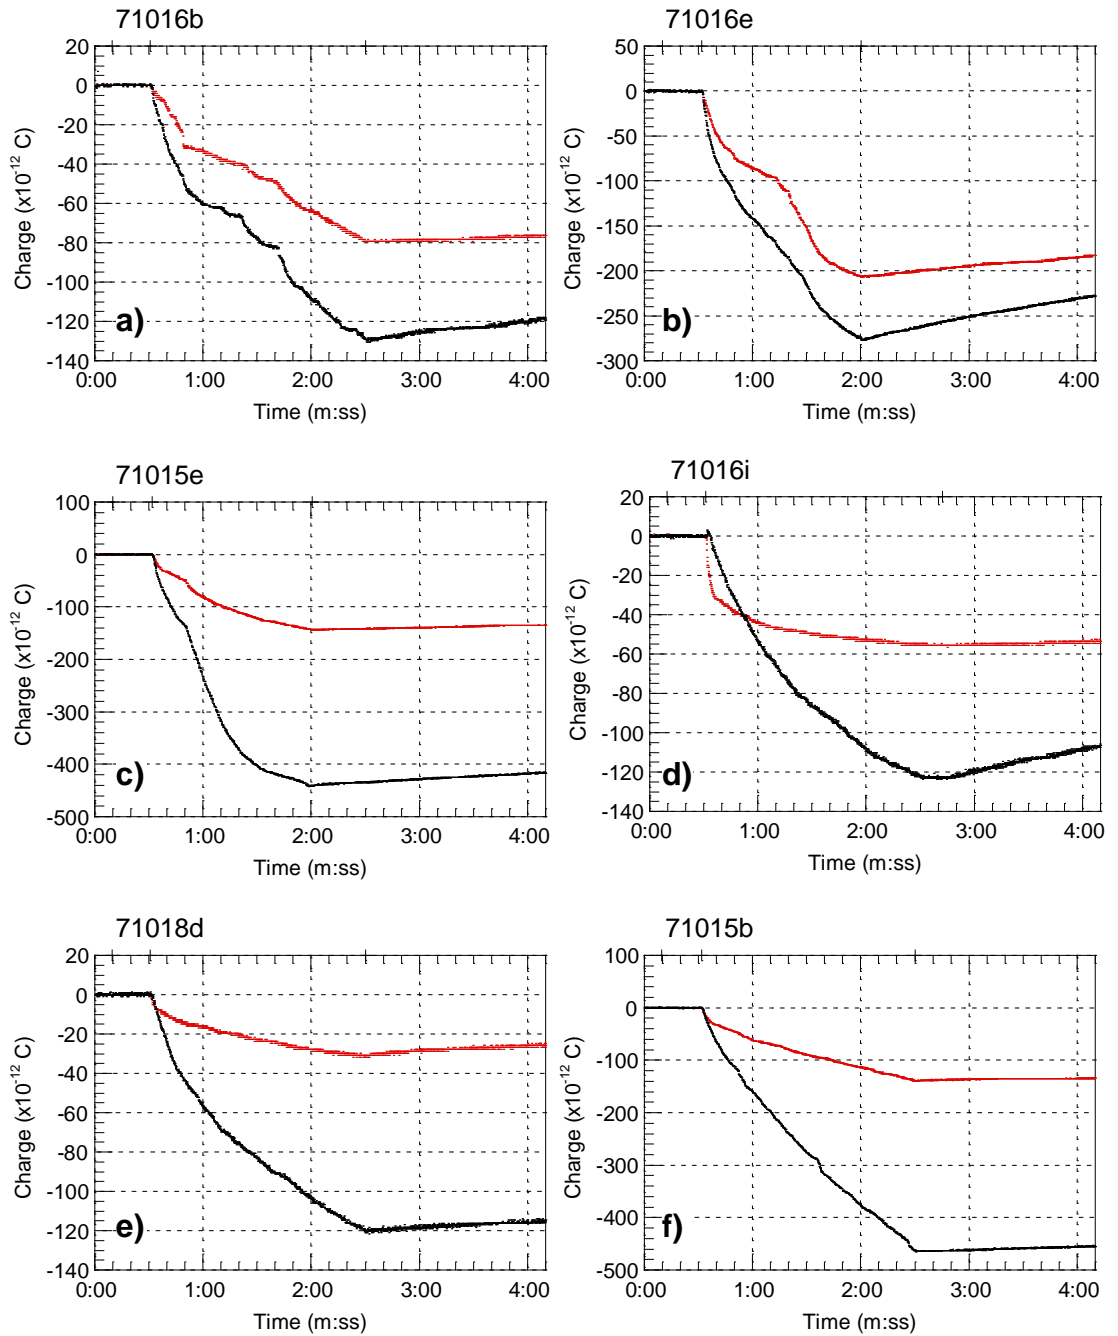 71016b
20
0
-20
-40
-60
-80
-100
-120
-140
Charge (x10-12 C)
a)
0:00 1:00 2:00 3:00 4:00
Time (m:ss)
71016e
50
0
-50
-100
-150
-200
-250
-300
Charge (x10-12 C)
b)
0:00 1:00 2:00 3:00 4:00
Time (m:ss)
71015e
100
0
-100
-200
-300
-400
-500
Charge (x10-12 C)
c)
0:00 1:00 2:00 3:00 4:00
Time (m:ss)
71016i
20
0
-20
-40
-60
-80
-100
-120
-140
Charge (x10-12 C)
d)
0:00 1:00 2:00 3:00 4:00
Time (m:ss)
71018d
20
0
-20
-40
-60
-80
-100
-120
-140
Charge (x10-12 C)
e)
0:00 1:00 2:00 3:00 4:00
Time (m:ss)
71015b
100
0
-100
-200
-300
-400
-500
Charge (x10-12 C)
f)
0:00 1:00 2:00 3:00 4:00
Time (m:ss)